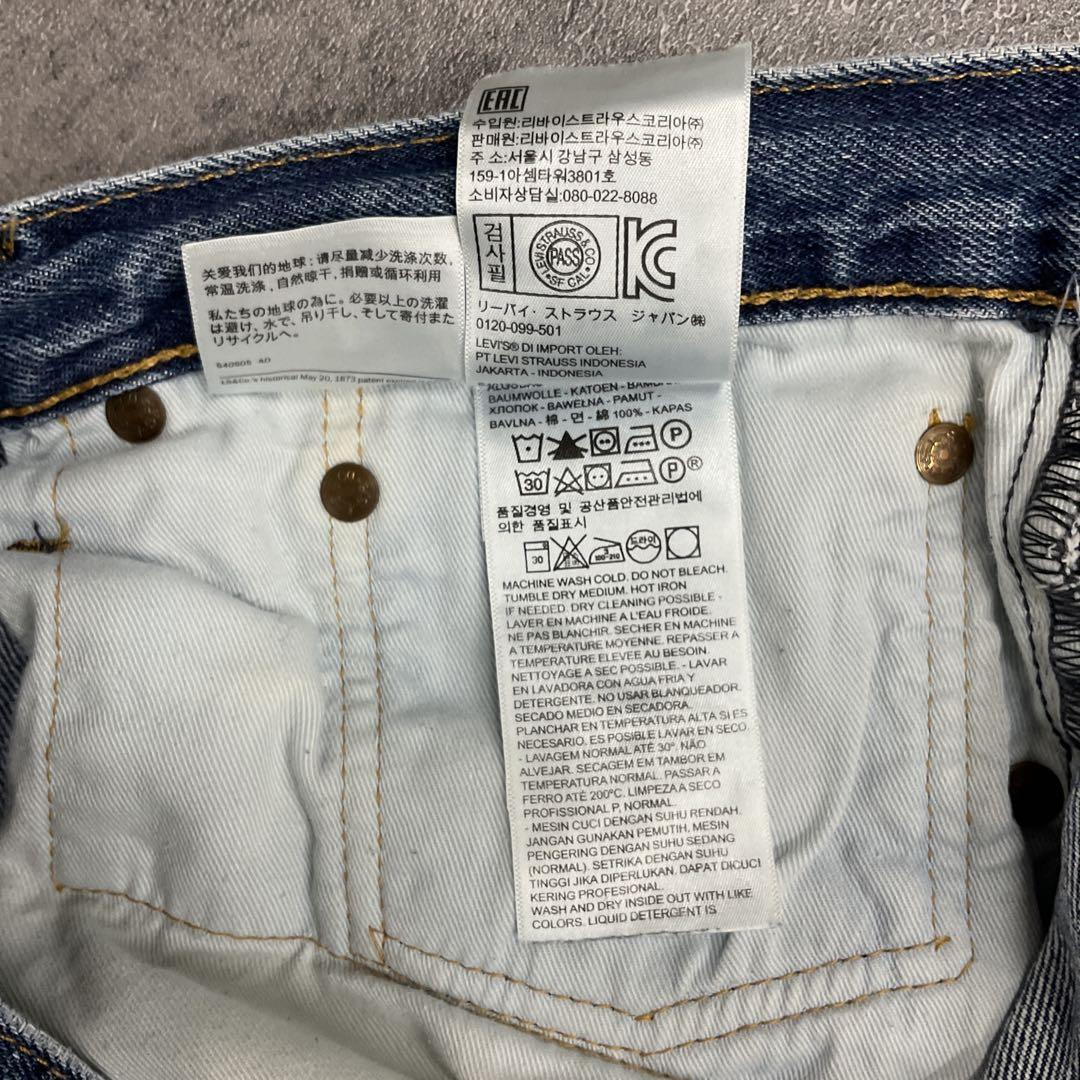 EAC
수입원:리바이스트라우스코리아㈜
판매원:리바이스트라우스코리아㈜
주 소:서울시 강남구 삼성동
159-1아셈타워3801호
소비자상담실:080-022-8088
검사필
LEVI STRAUSS & CO.
PASS
SF CAL
リーバイ・ストラウス ジャパン㈱
0120-099-501
LEVI'S® DI IMPORT OLEH:
PT LEVI STRAUSS INDONESIA
JAKARTA - INDONESIA
关爱我们的地球:请尽量减少洗涤次数,
常温洗涤,自然晾干,捐赠或循环利用
私たちの地球の為に。必要以上の洗濯
は避け、水で、吊り干し、そして寄付また
リサイクルへ。
540605 AD
LS&Co.'s historical May 20, 1873 patent
BAUMWOLLE - KATOEN -
ХЛОПОК - BAWEŁNA - PAMUT -
BAVLNA - 棉 - 면 - 綿 100% - KAPAS
P
30 P®
품질경영 및 공산품안전관리법에
의한 품질표시
30 3 180-210 드라이
MACHINE WASH COLD. DO NOT BLEACH.
TUMBLE DRY MEDIUM. HOT IRON
IF NEEDED. DRY CLEANING POSSIBLE -
LAVER EN MACHINE A L'EAU FROIDE.
NE PAS BLANCHIR. SECHER EN MACHINE
A TEMPERATURE MOYENNE. REPASSER A
TEMPERATURE ELEVEE AU BESOIN.
NETTOYAGE A SEC POSSIBLE. - LAVAR
EN LAVADORA CON AGUA FRIA Y
DETERGENTE. NO USAR BLANQUEADOR.
SECADO MEDIO EN SECADORA.
PLANCHAR EN TEMPERATURA ALTA SI ES
NECESARIO. ES POSIBLE LAVAR EN SECO.
- LAVAGEM NORMAL ATÉ 30°. NÃO
ALVEJAR. SECAGEM EM TAMBOR EM
TEMPERATURA NORMAL. PASSAR A
FERRO ATÉ 200°C. LIMPEZA A SECO
PROFISSIONAL P, NORMAL.
- MESIN CUCI DENGAN SUHU RENDAH.
JANGAN GUNAKAN PEMUTIH. MESIN
PENGERING DENGAN SUHU SEDANG
(NORMAL). SETRIKA DENGAN SUHU
TINGGI JIKA DIPERLUKAN. DAPAT DICUCI
KERING PROFESIONAL.
WASH AND DRY INSIDE OUT WITH LIKE
COLORS. LIQUID DETERGENT IS